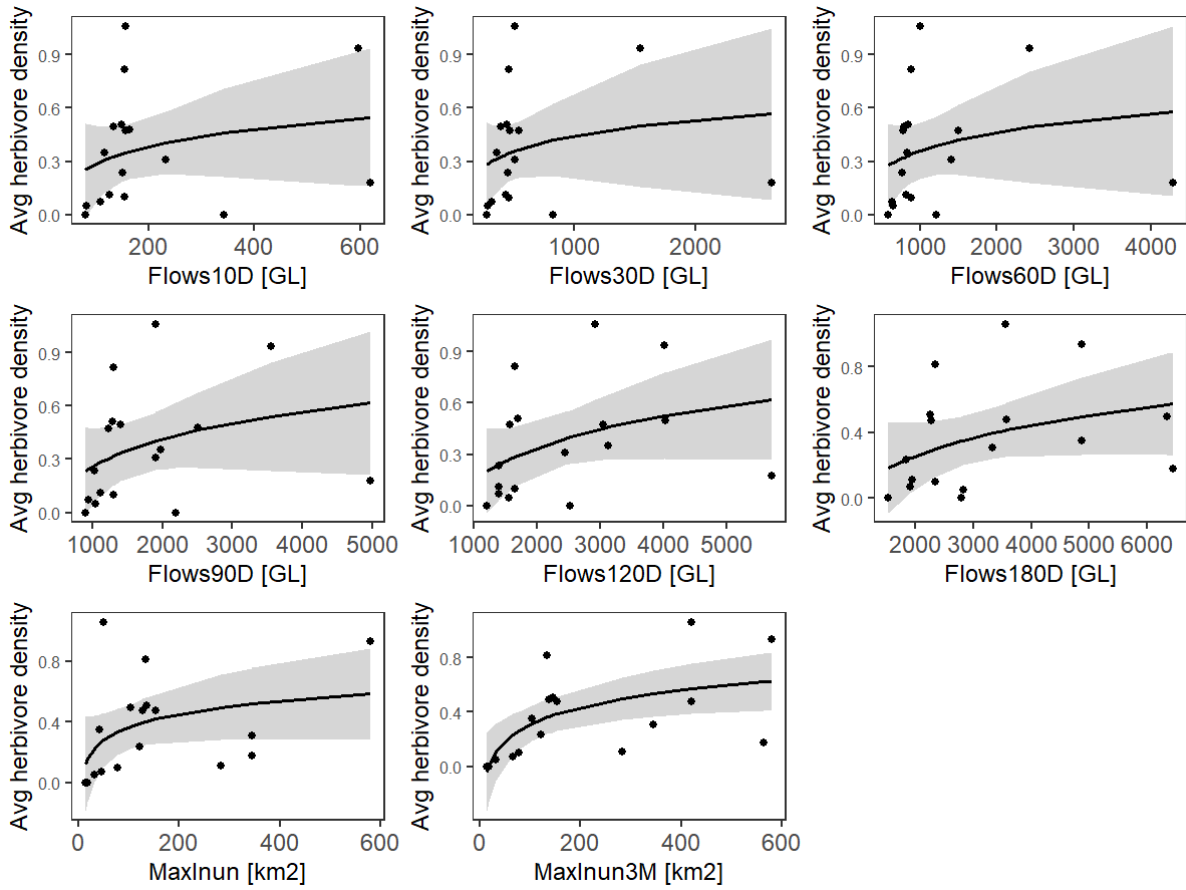 Avg herbivore density
0.9
0.6
0.3
0.0
200 400 600
Flows10D [GL]
Avg herbivore density
0.9
0.6
0.3
0.0
1000 2000
Flows30D [GL]
Avg herbivore density
0.9
0.6
0.3
0.0
1000 2000 3000 4000
Flows60D [GL]
Avg herbivore density
0.9
0.6
0.3
0.0
1000 2000 3000 4000 5000
Flows90D [GL]
Avg herbivore density
0.9
0.6
0.3
0.0
1000 2000 3000 4000 5000
Flows120D [GL]
Avg herbivore density
0.8
0.4
0.0
2000 3000 4000 5000 6000
Flows180D [GL]
Avg herbivore density
0.8
0.4
0.0
0 200 400 600
MaxInun [km2]
Avg herbivore density
0.8
0.4
0.0
0 200 400 600
MaxInun3M [km2]